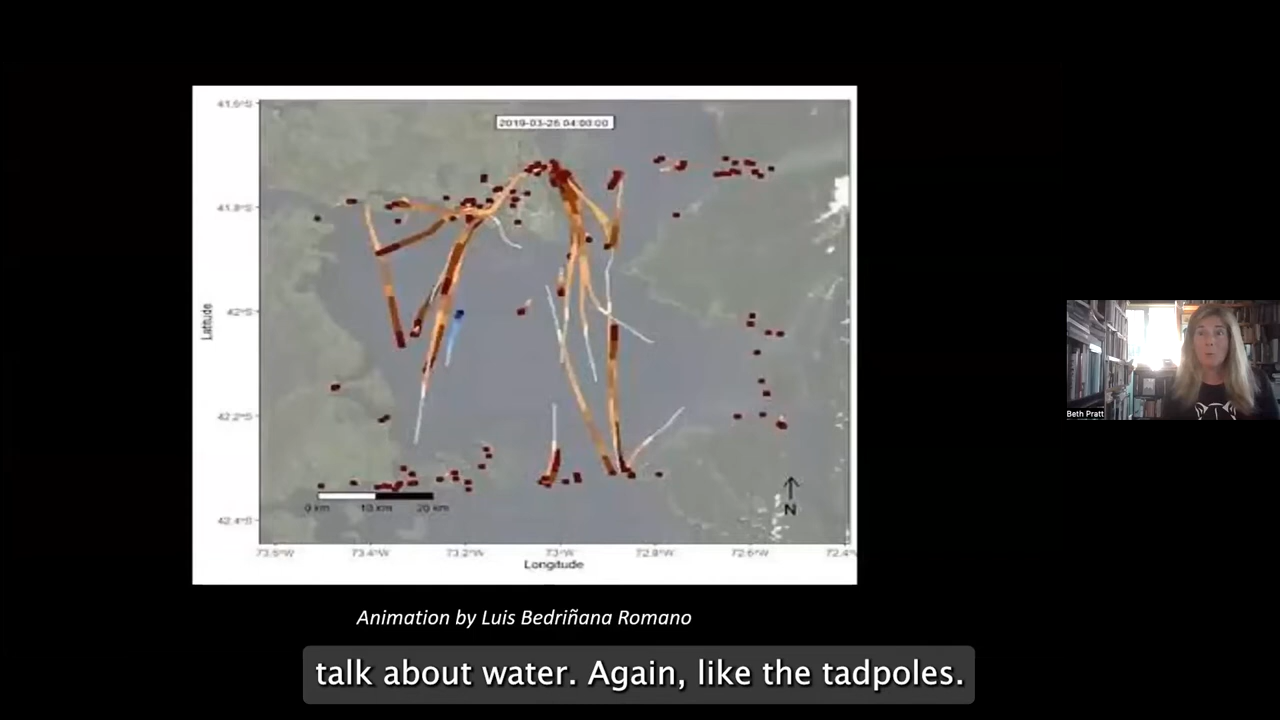 41.6°S
2019-03-26 04:00:00
41.8°S
42°S
Latitude
42.2°S
42.4°S
0 km 10 km 20 km
N
73.6°W 73.4°W 73.2°W 73°W 72.8°W 72.6°W 72.4°
Longitude
Animation by Luis Bedriñana Romano
talk about water. Again, like the tadpoles.
Beth Pratt